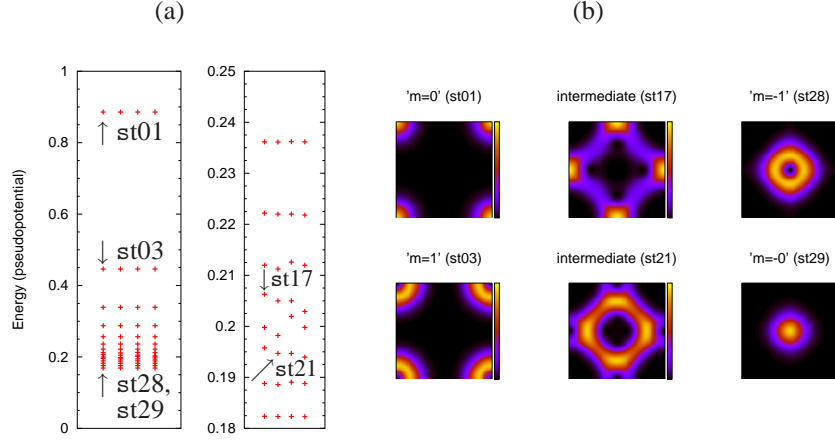 (a)
(b)
Energy (pseudopotential)
1
0.8
0.6
0.4
0.2
0
st01
st03
st28,
st29
0.25
0.24
0.23
0.22
0.21
0.2
0.19
0.18
st17
st21
'm=0' (st01)
intermediate (st17)
'm=-1' (st28)
'm=1' (st03)
intermediate (st21)
'm=-0' (st29)